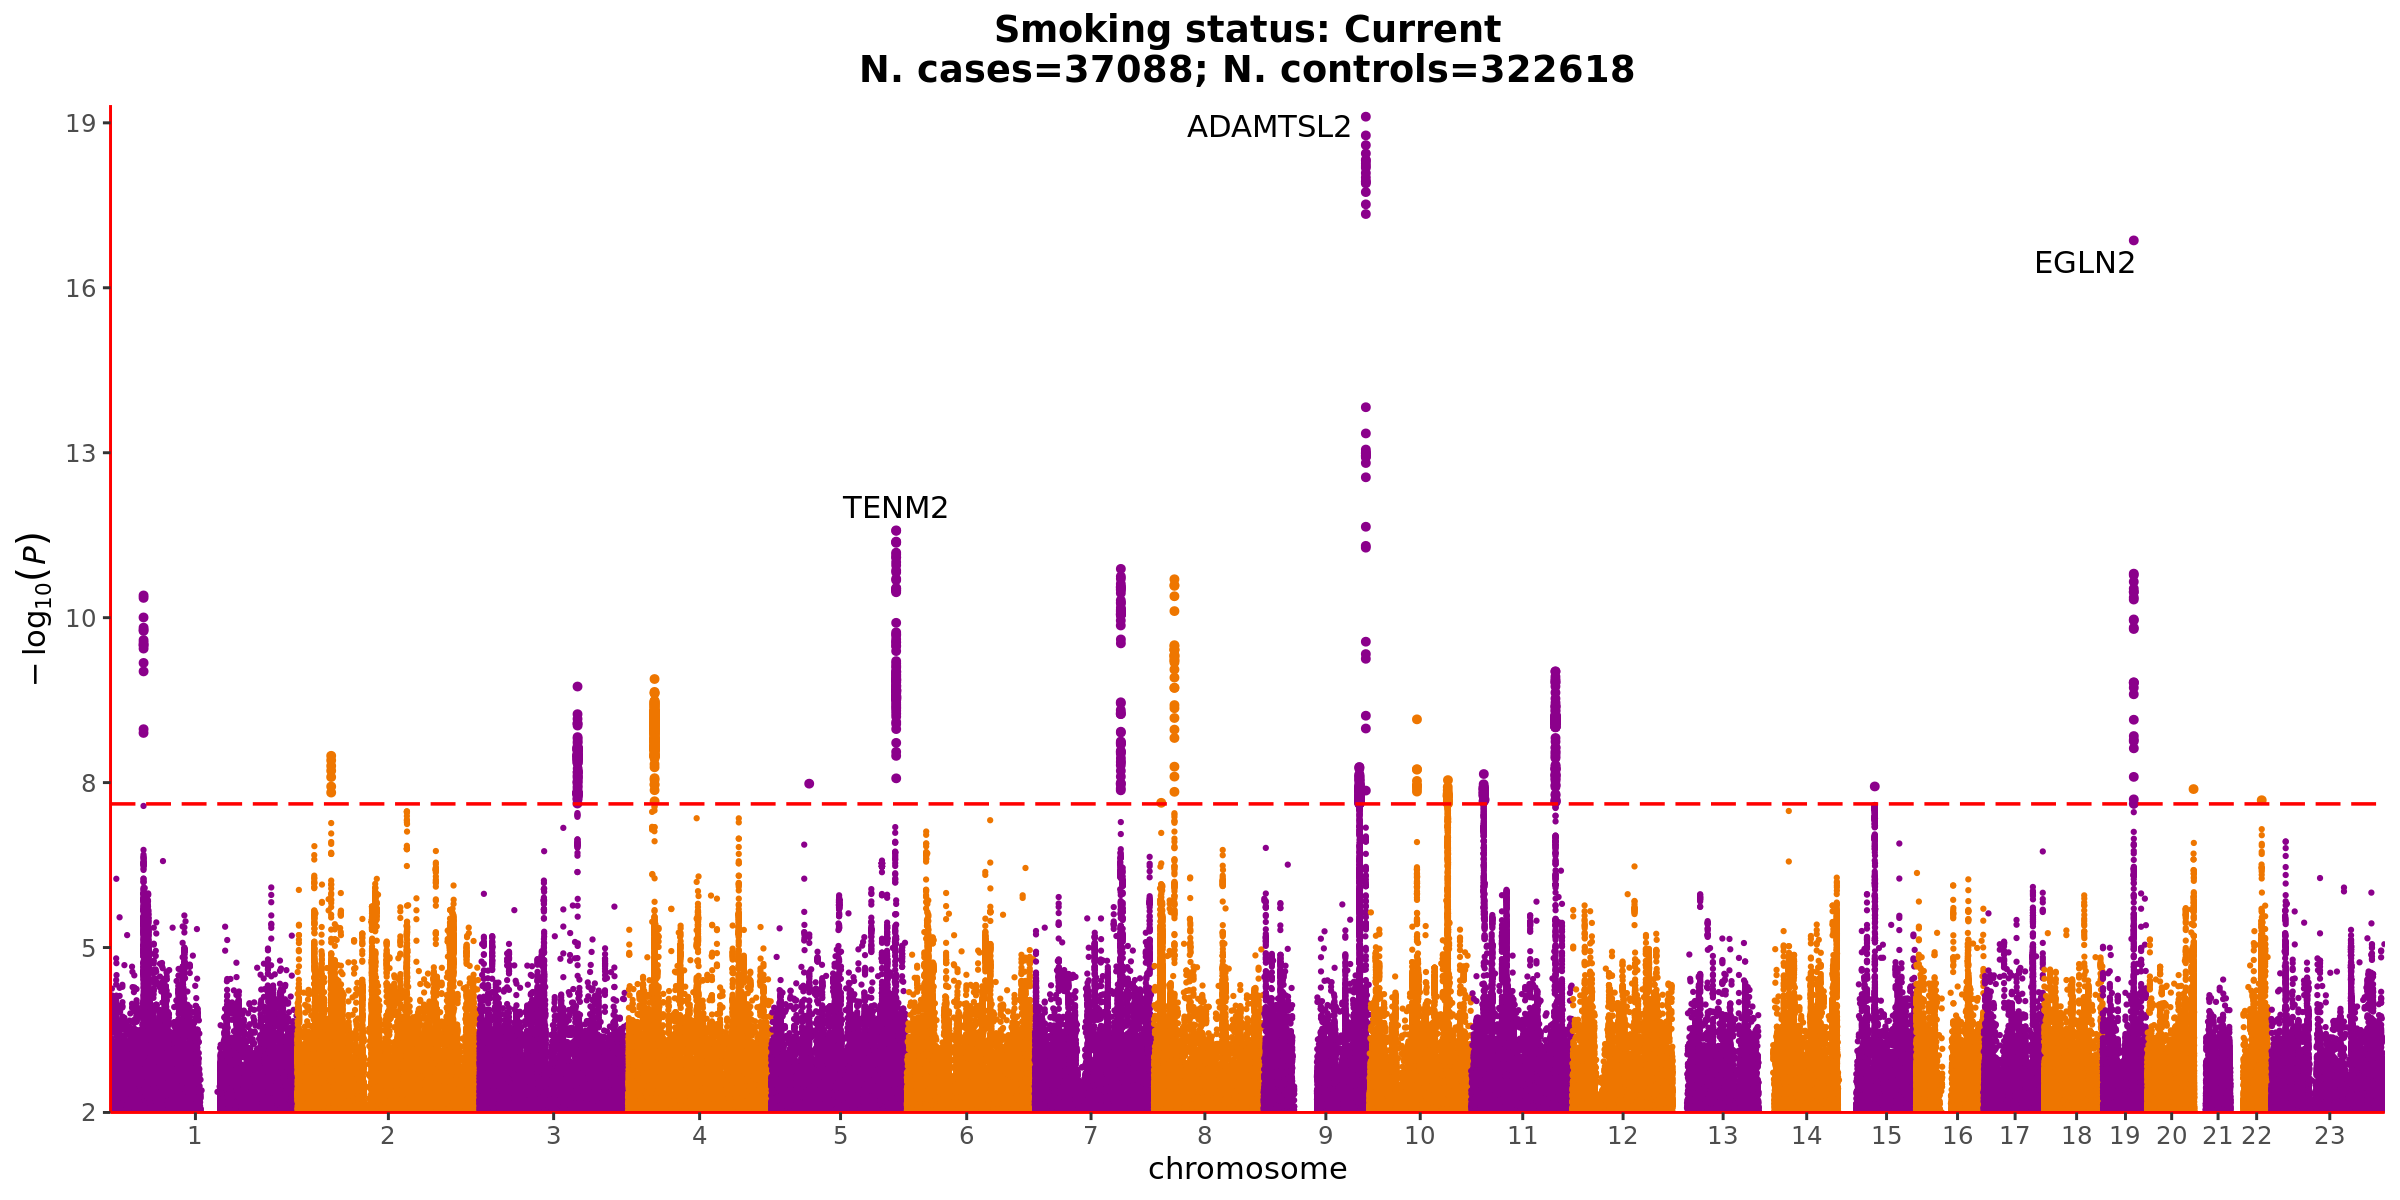 Smoking status: Current
N. cases=37088; N. controls=322618
19
ADAMTSL2
EGLN2
16
13
TENM2
10
8
5
2
−log10(P)
1 2 3 4 5 6 7 8 9 10 11 12 13 14 15 16 17 18 19 20 21 22 23
chromosome